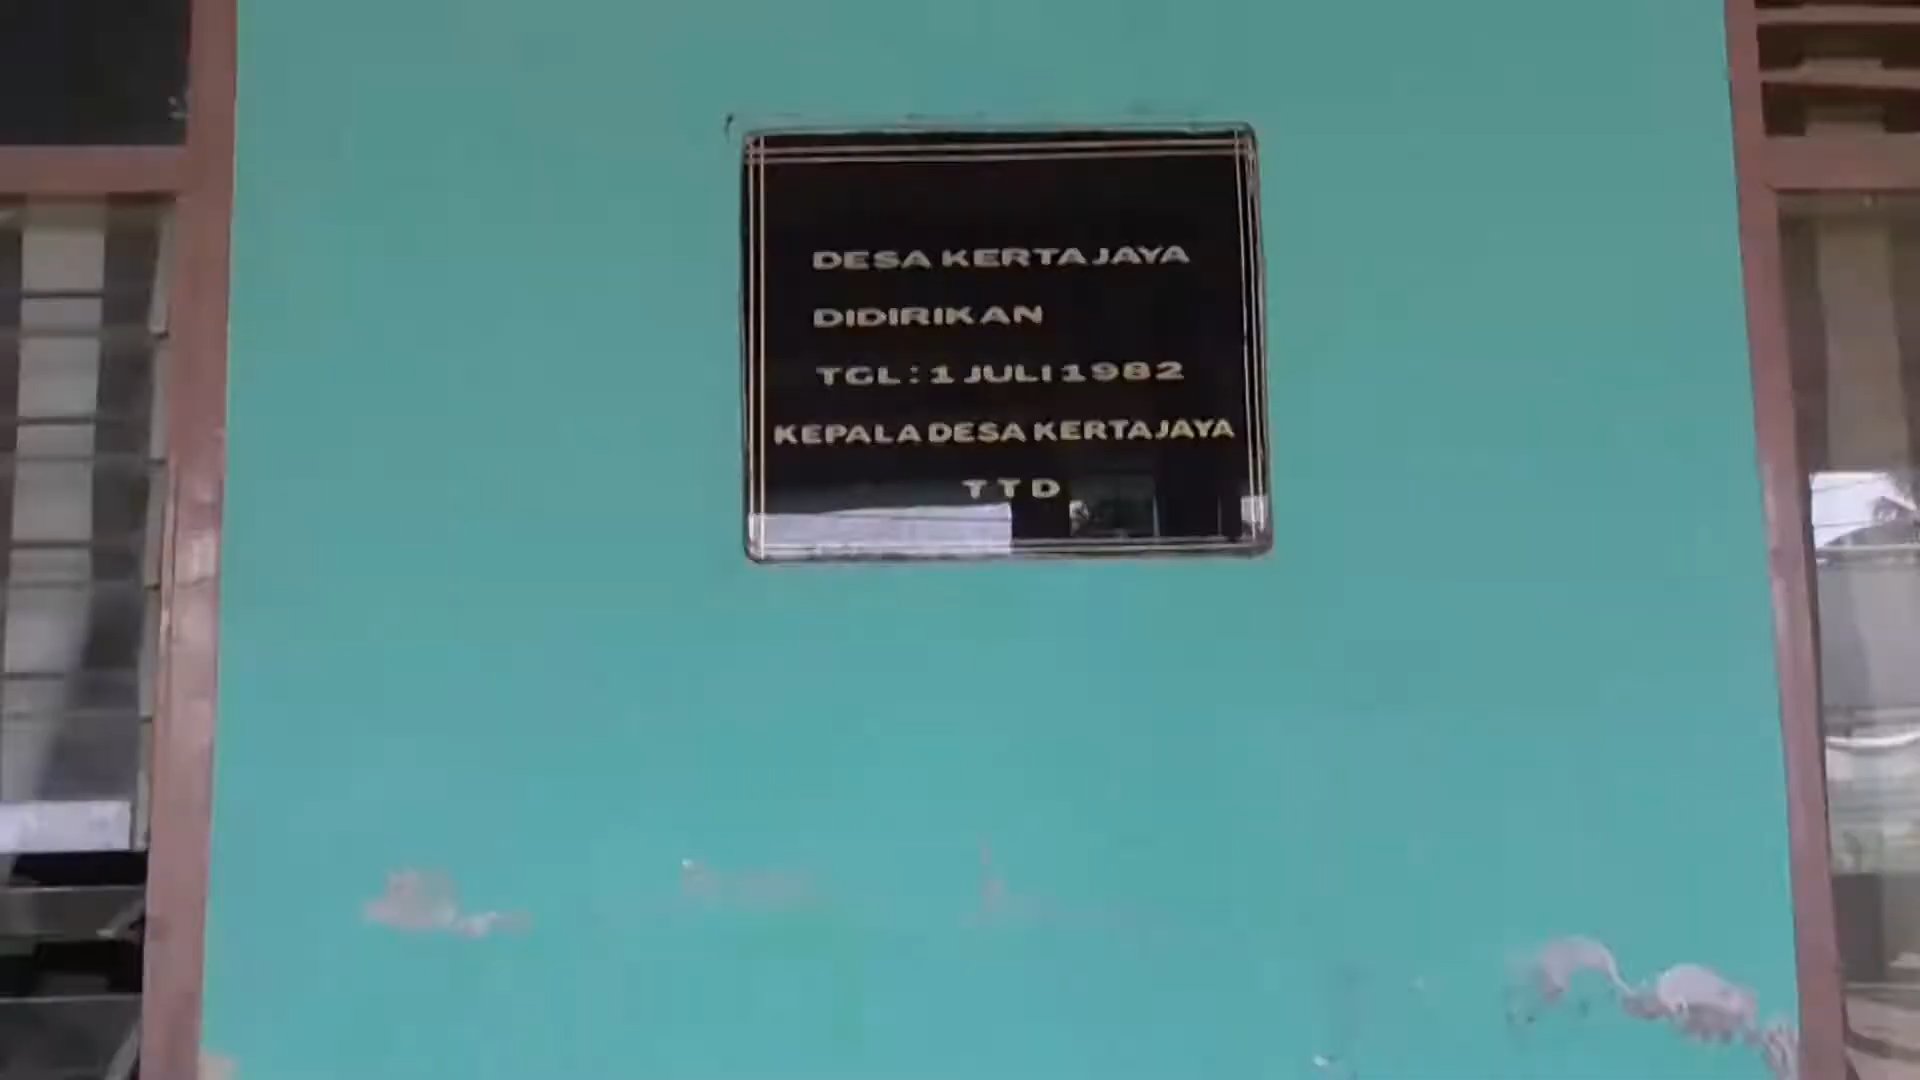 DESA KERTAJAYA
DIDIRIKAN
TGL : 1 JULI 1982
KEPALA DESA KERTAJAYA
T T D